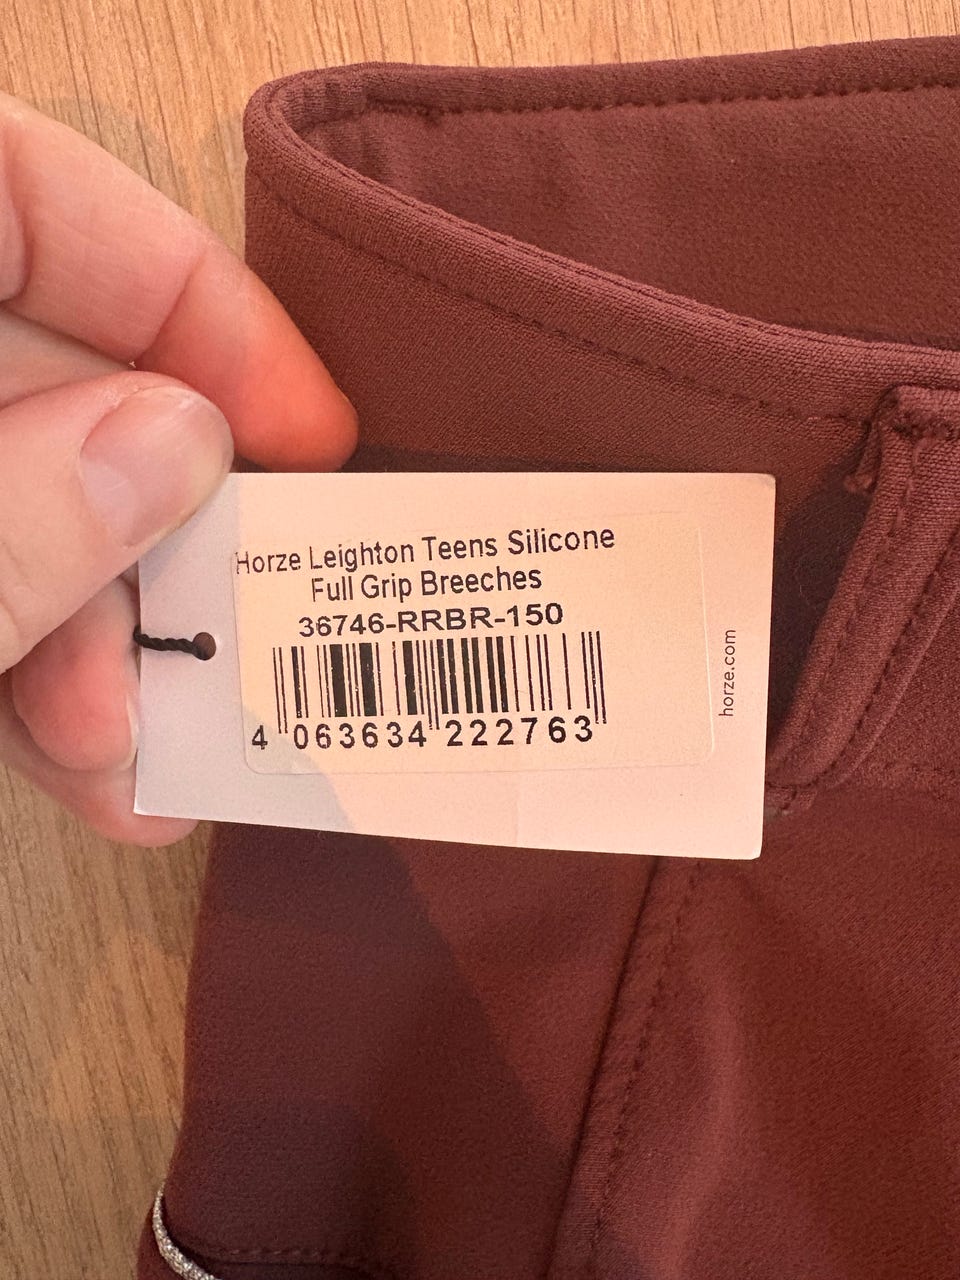 Horze Leighton Teens Silicone
Full Grip Breeches
36746-RRBR-150
4 063634 222763
horze.com